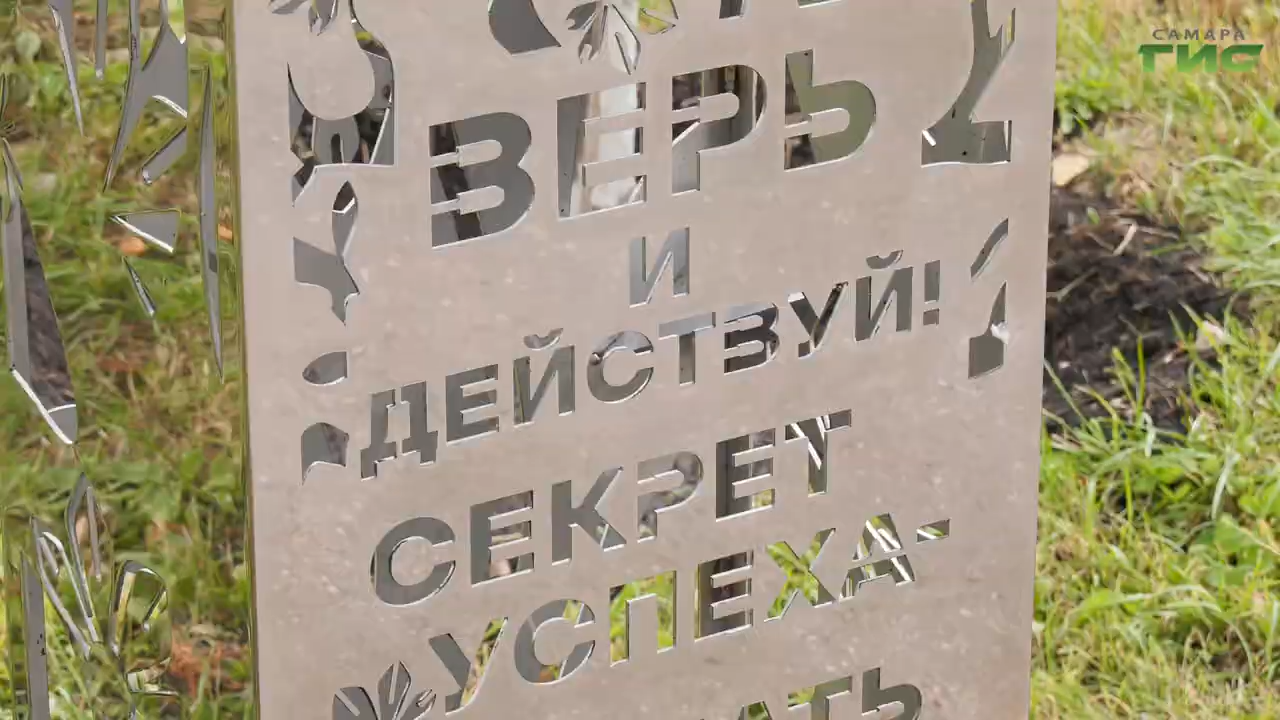 САМАРА
ГИС
ВЕРЬ
И
ДЕЙСТВУЙ!
СЕКРЕТ
УСПЕХА-